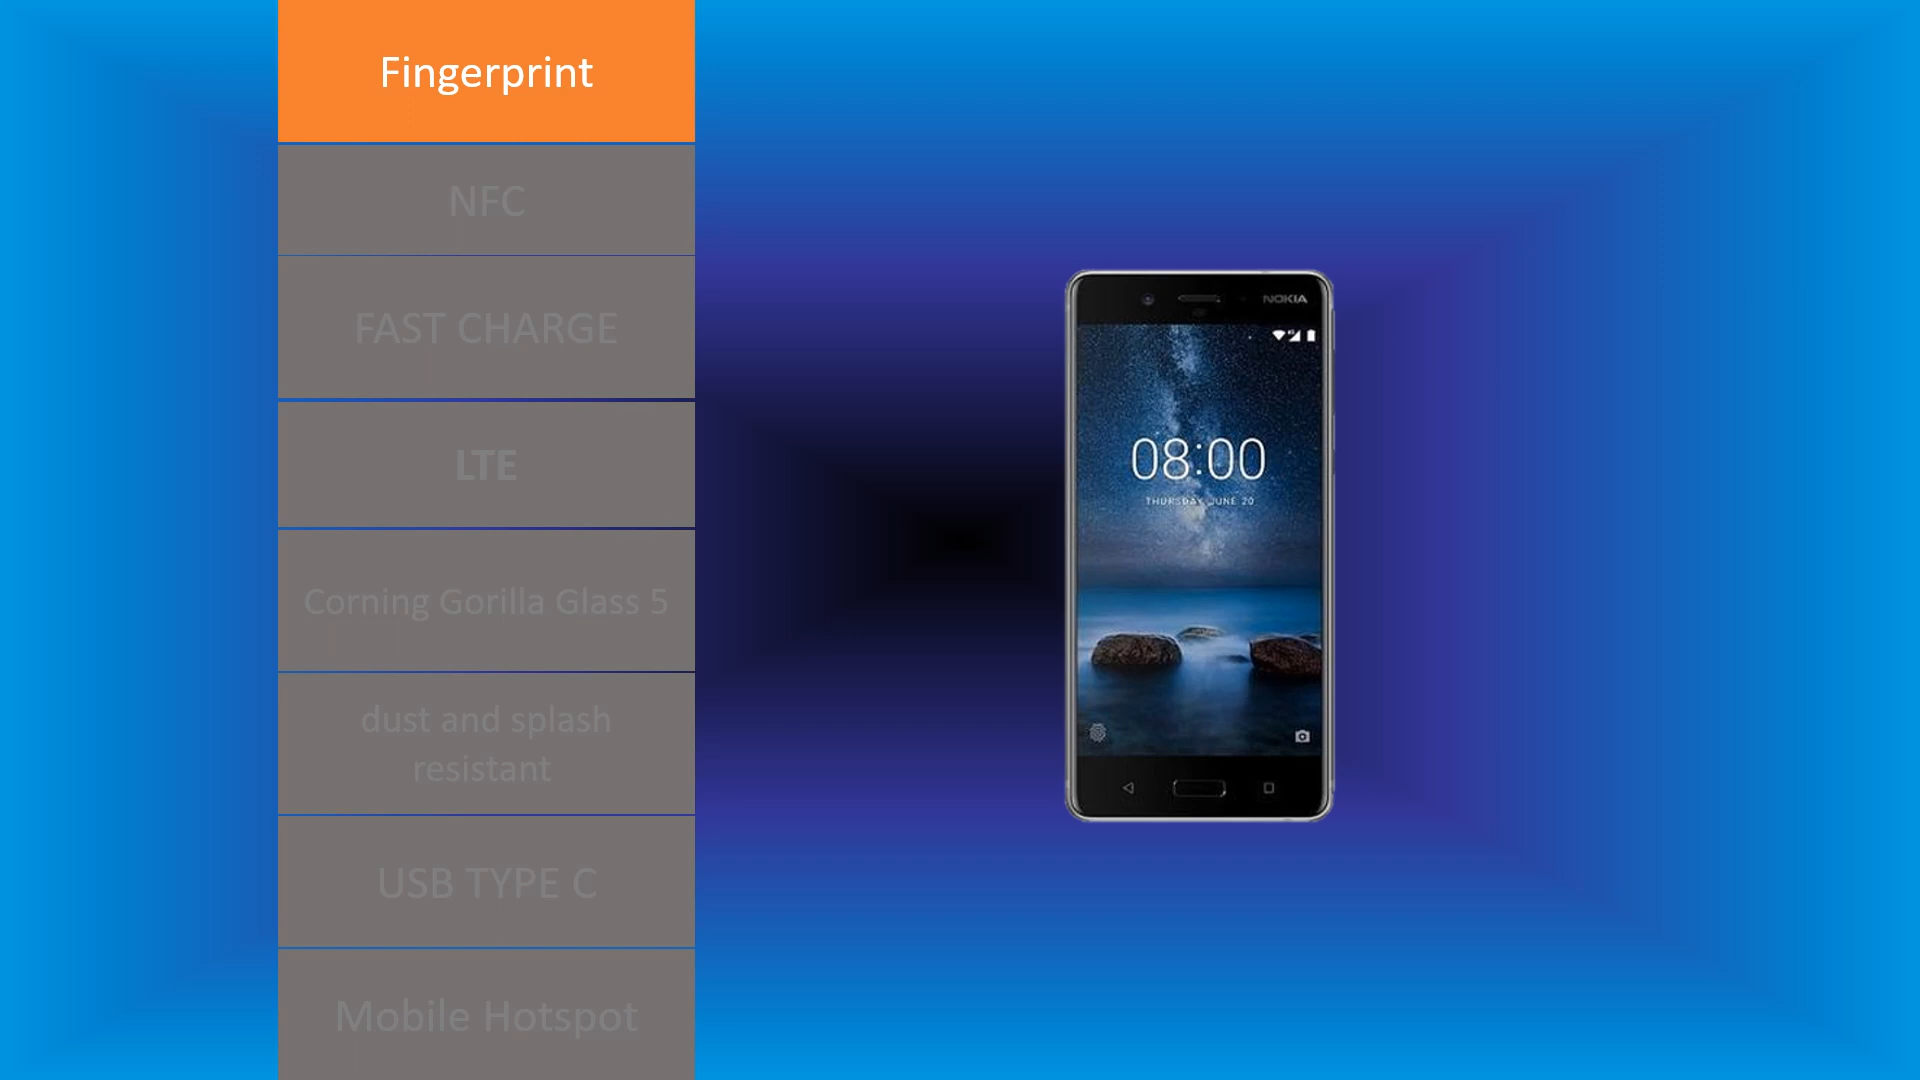 Fingerprint
NFC
FAST CHARGE
LTE
Corning Gorilla Glass 5
dust and splash
resistant
USB TYPE C
Mobile Hotspot
NOKIA
08:00
THURSDAY, JUNE 20